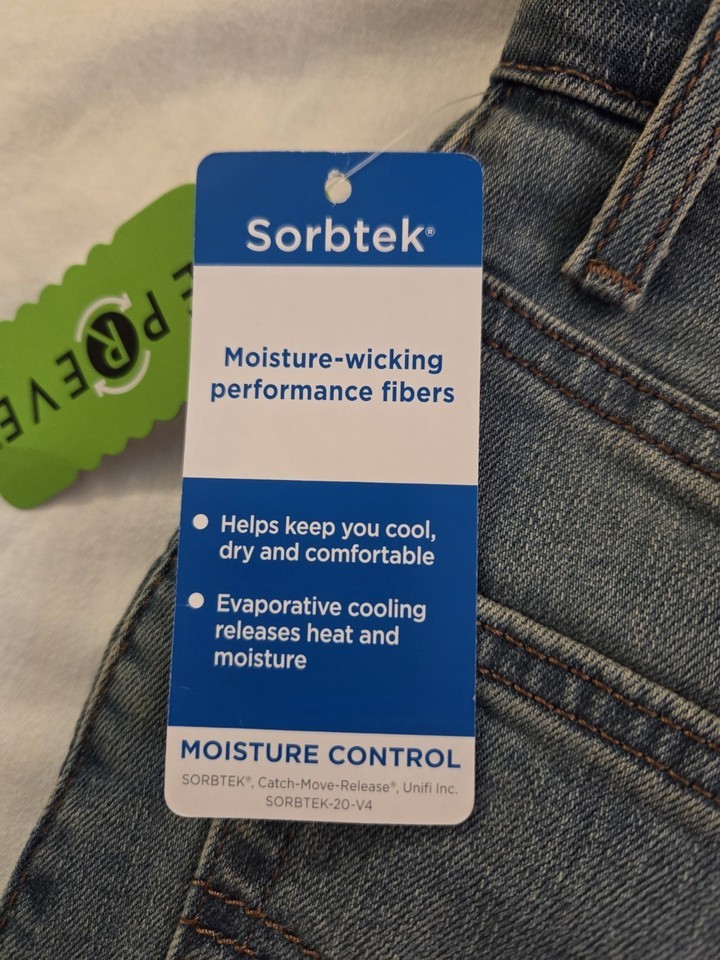 Sorbtek®
Moisture-wicking
performance fibers
Helps keep you cool,
dry and comfortable
Evaporative cooling
releases heat and
moisture
MOISTURE CONTROL
SORBTEK®, Catch-Move-Release®, Unifi Inc.
SORBTEK-20-V4